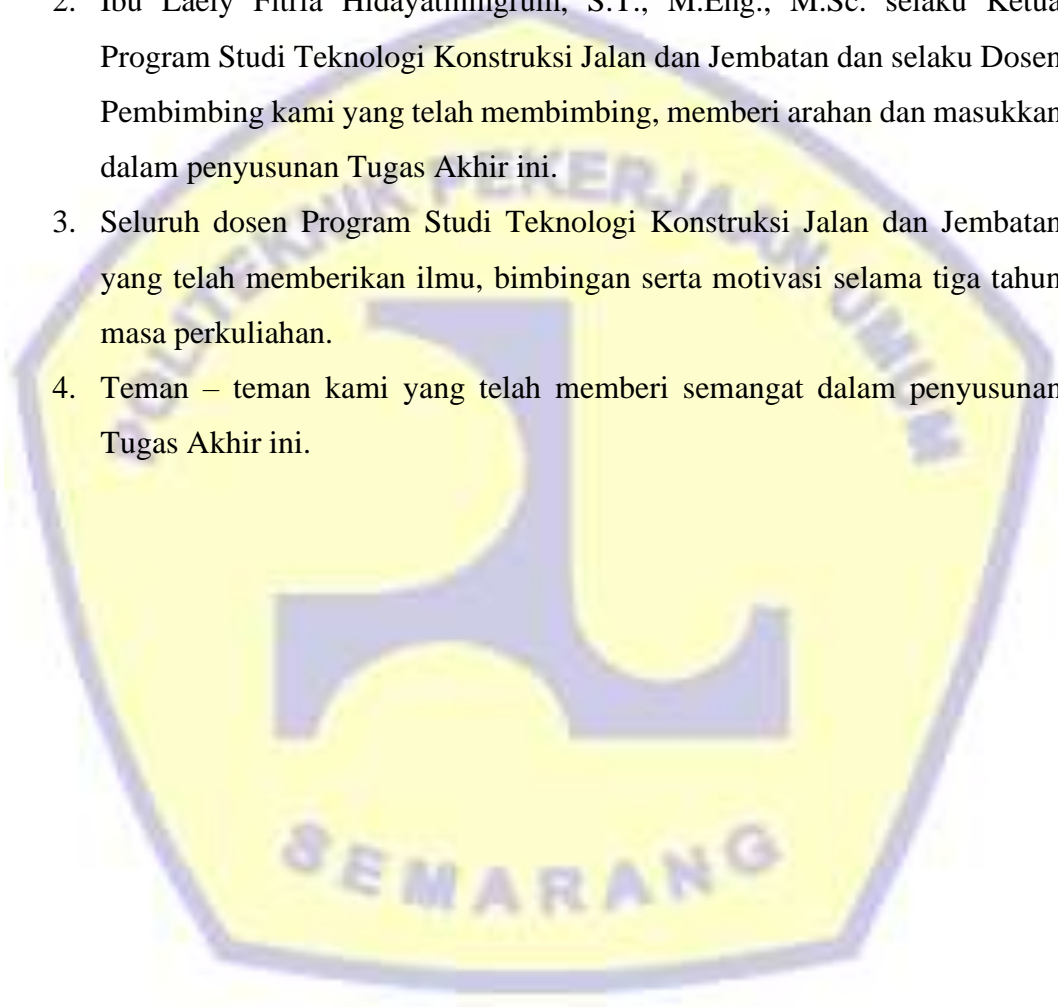 2. Ibu Laely Fitria Hidayatiningrum, S.T., M.Eng., M.Sc. selaku Ketua
Program Studi Teknologi Konstruksi Jalan dan Jembatan dan selaku Dosen
Pembimbing kami yang telah membimbing, memberi arahan dan masukkan
dalam penyusunan Tugas Akhir ini.
3. Seluruh dosen Program Studi Teknologi Konstruksi Jalan dan Jembatan
yang telah memberikan ilmu, bimbingan serta motivasi selama tiga tahun
masa perkuliahan.
4. Teman – teman kami yang telah memberi semangat dalam penyusunan
Tugas Akhir ini.
POLITEKNIK PEKERJAAN UMUM
SEMARANG